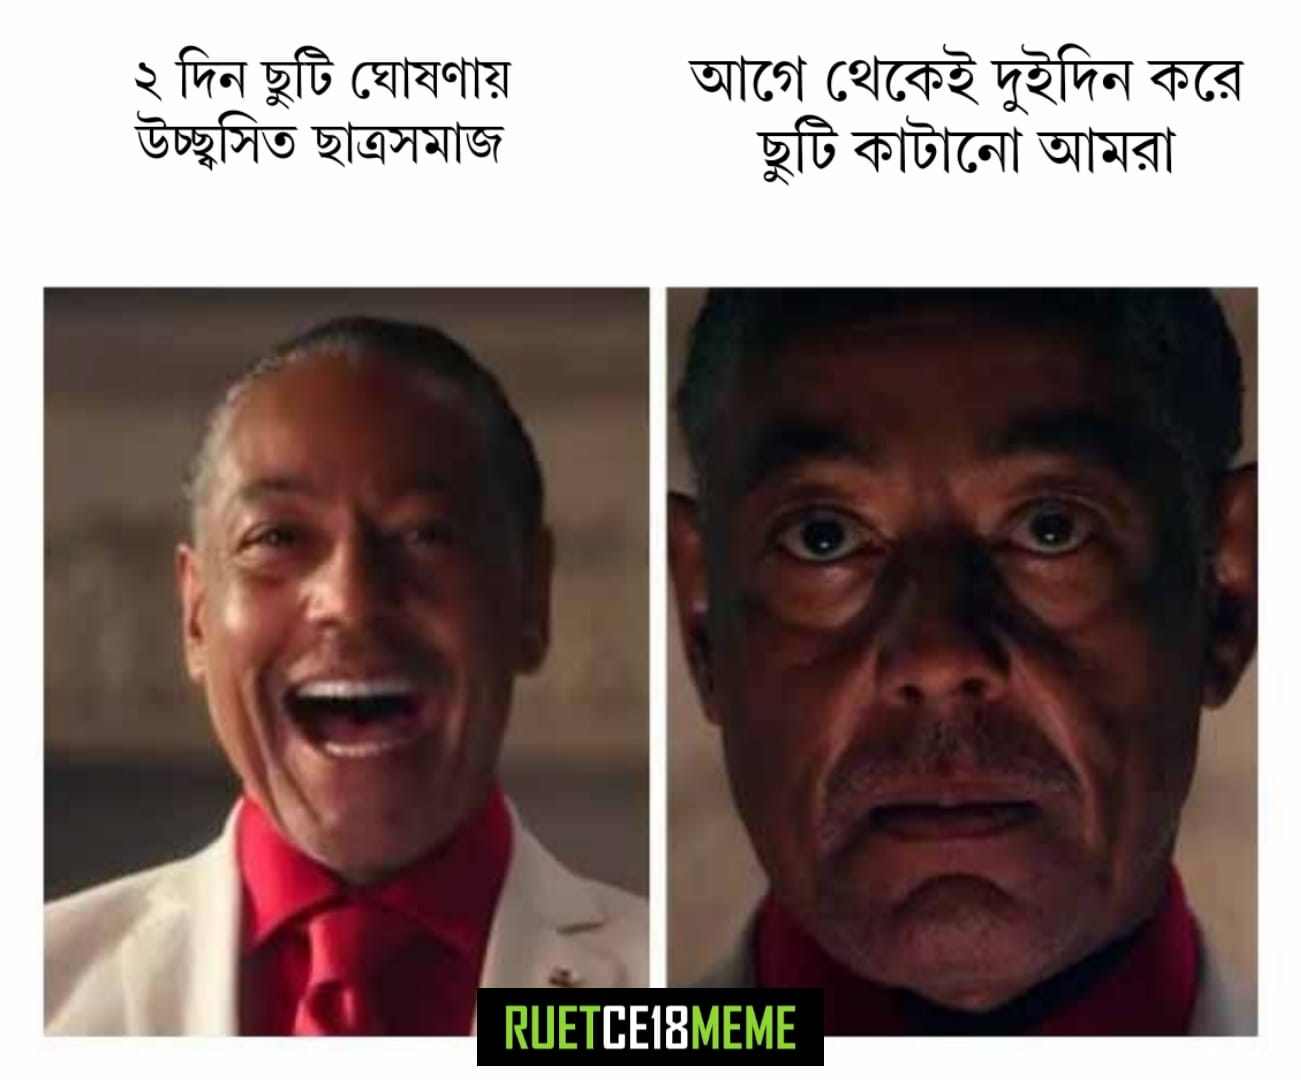 ২ দিন ছুটি ঘোষণায়
উচ্ছ্বসিত ছাত্রসমাজ
আগে থেকেই দুইদিন করে
ছুটি কাটানো আমরা
RUETCE18MEME